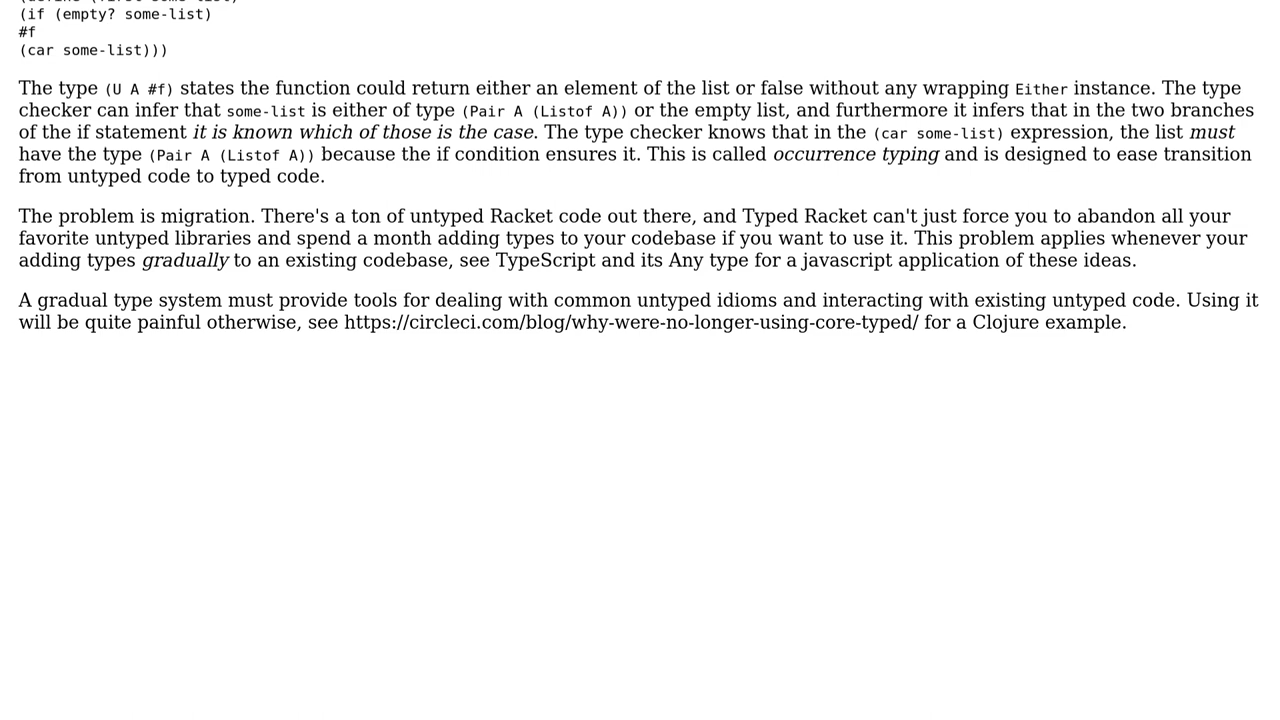 (if (empty? some-list)
#f
(car some-list)))
The type (U A #f) states the function could return either an element of the list or false without any wrapping Either instance. The type
checker can infer that some-list is either of type (Pair A (Listof A)) or the empty list, and furthermore it infers that in the two branches
of the if statement it is known which of those is the case. The type checker knows that in the (car some-list) expression, the list must
have the type (Pair A (Listof A)) because the if condition ensures it. This is called occurrence typing and is designed to ease transition
from untyped code to typed code.
The problem is migration. There's a ton of untyped Racket code out there, and Typed Racket can't just force you to abandon all your
favorite untyped libraries and spend a month adding types to your codebase if you want to use it. This problem applies whenever your
adding types gradually to an existing codebase, see TypeScript and its Any type for a javascript application of these ideas.
A gradual type system must provide tools for dealing with common untyped idioms and interacting with existing untyped code. Using it
will be quite painful otherwise, see https://circleci.com/blog/why-were-no-longer-using-core-typed/ for a Clojure example.